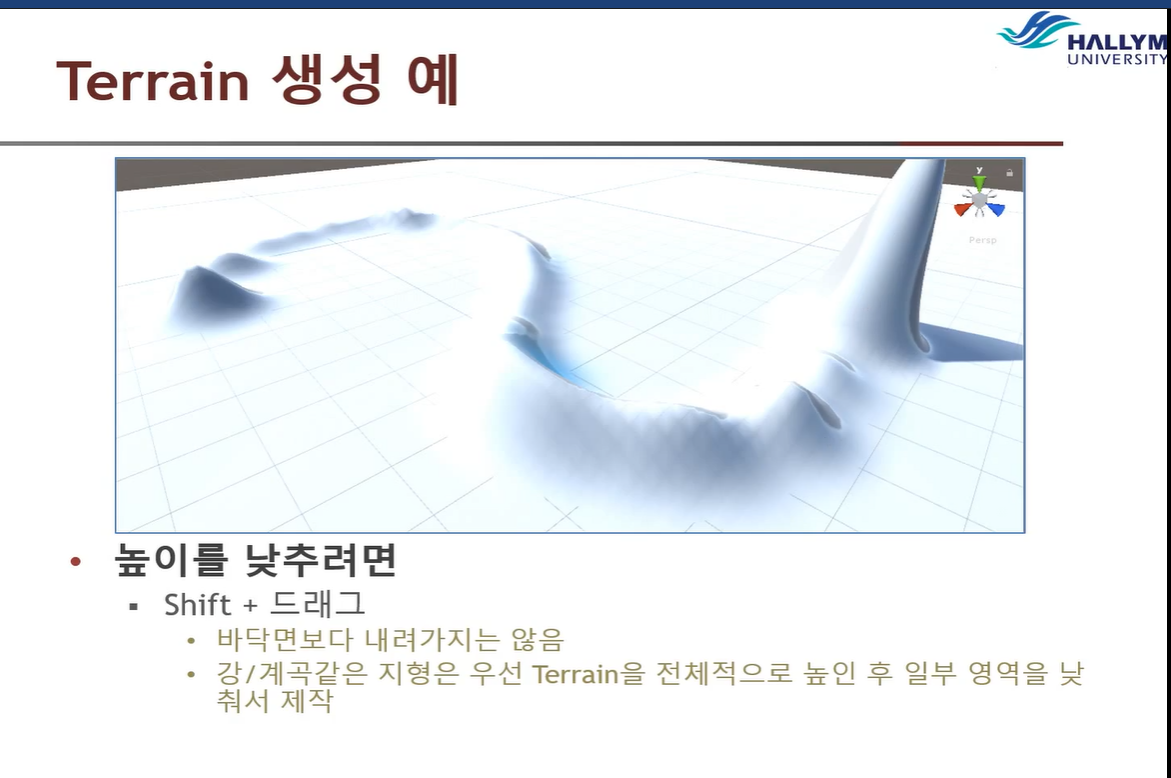 HALLYM
UNIVERSITY
Terrain 생성 예
y
Persp
• 높이를 낮추려면
▪ Shift + 드래그
• 바닥면보다 내려가지는 않음
• 강/계곡같은 지형은 우선 Terrain을 전체적으로 높인 후 일부 영역을 낮
춰서 제작